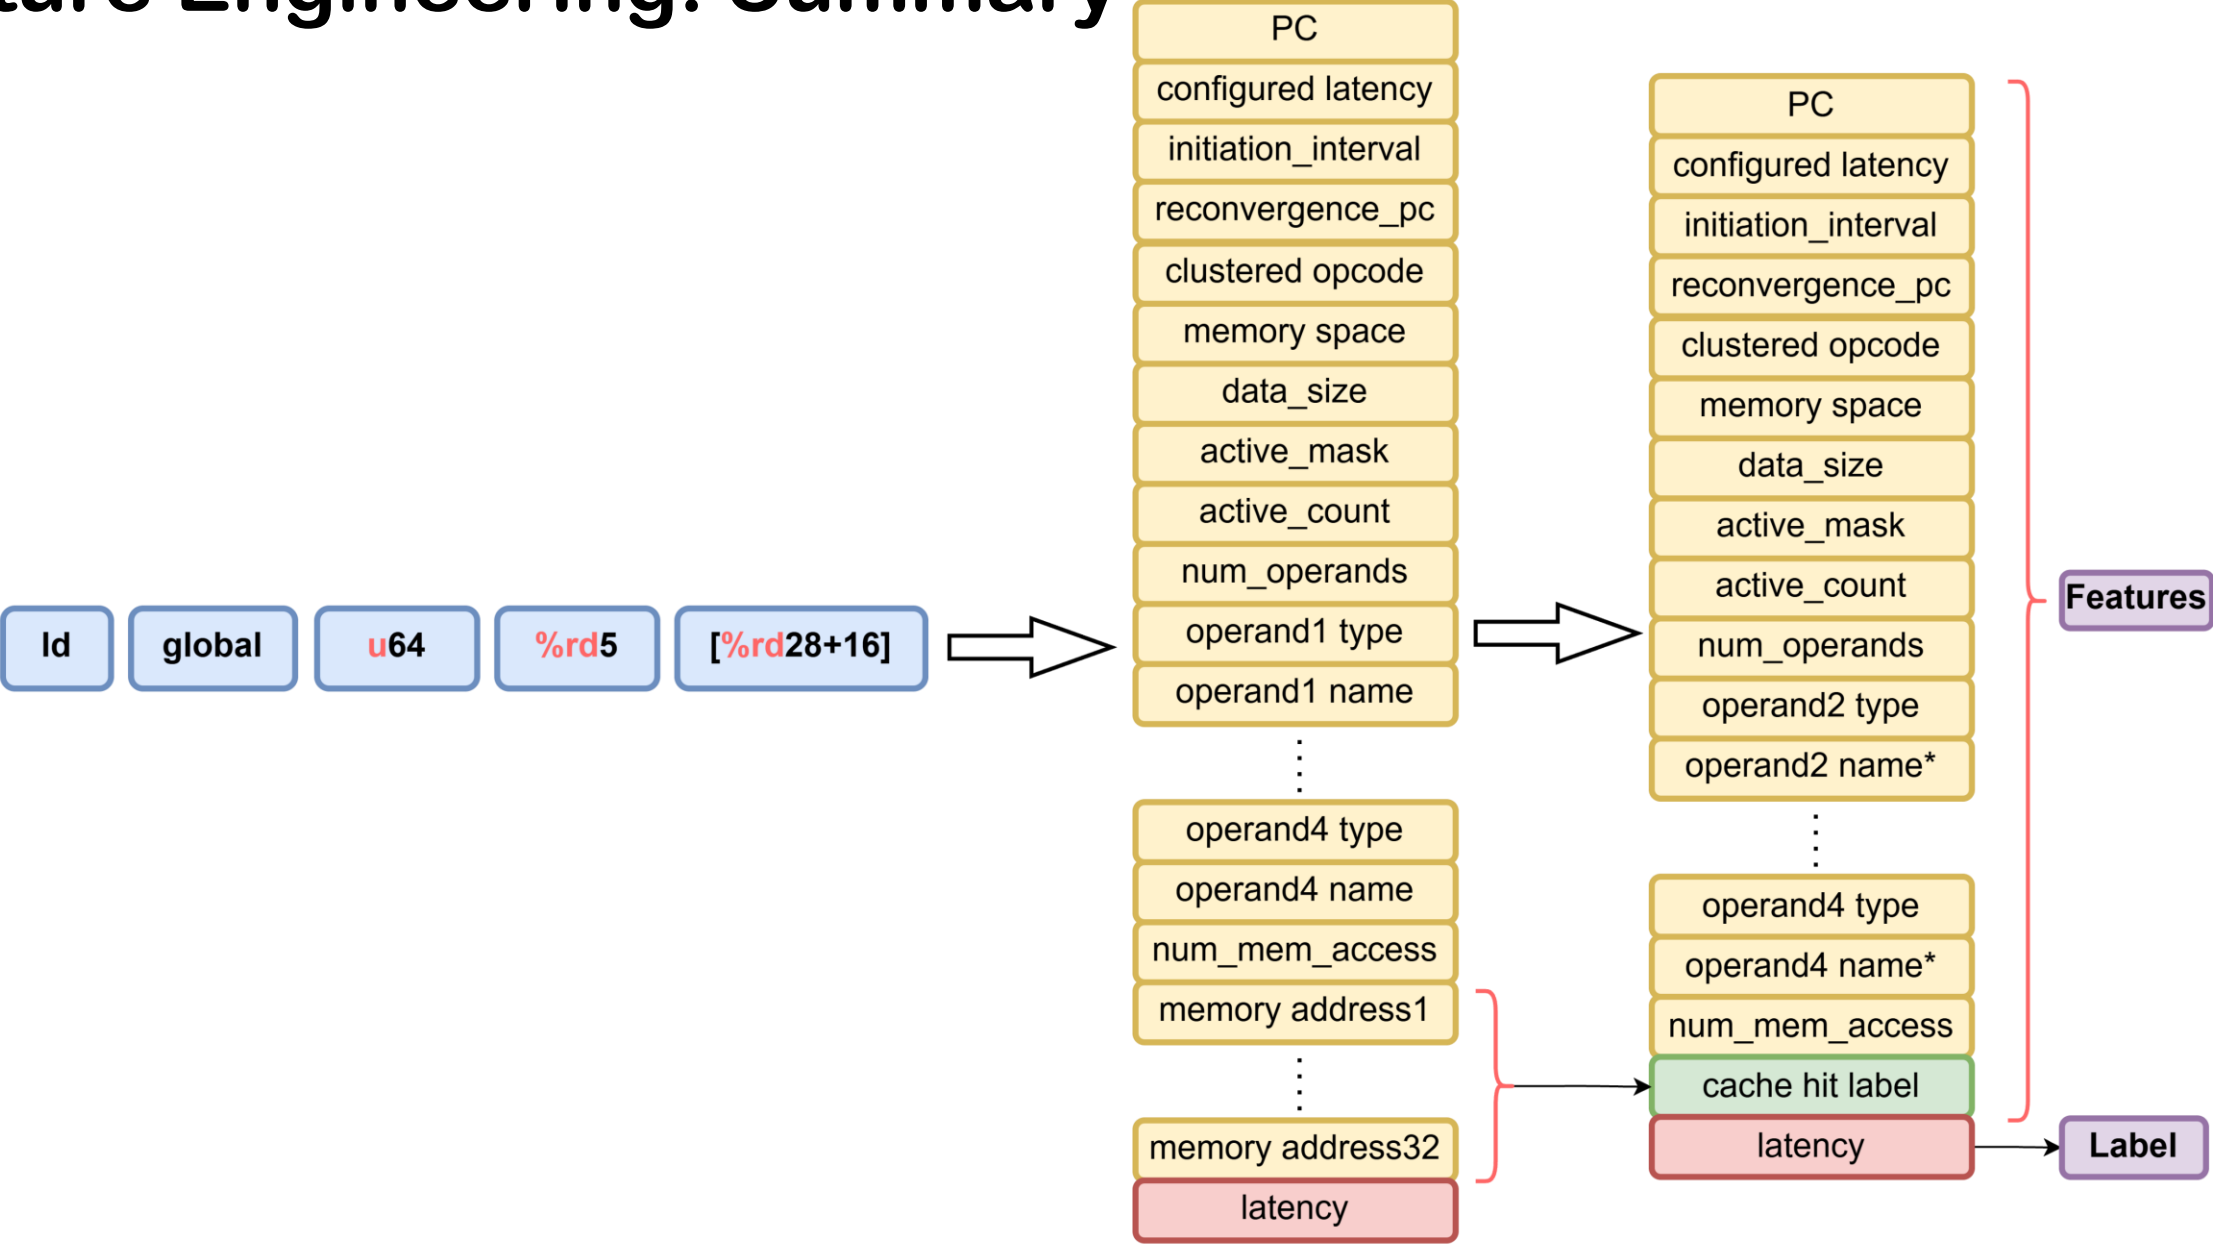 ture Engineering: Summary
ld
global
u64
%rd5
[%rd28+16]
PC
configured latency
initiation_interval
reconvergence_pc
clustered opcode
memory space
data_size
active_mask
active_count
num_operands
operand1 type
operand1 name
operand4 type
operand4 name
num_mem_access
memory address1
memory address32
latency
PC
configured latency
initiation_interval
reconvergence_pc
clustered opcode
memory space
data_size
active_mask
active_count
num_operands
operand2 type
operand2 name*
operand4 type
operand4 name*
num_mem_access
cache hit label
latency
Features
Label